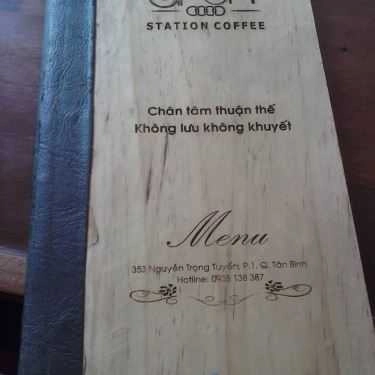 STATION COFFEE
Chân tâm thuận thế
Không lưu không khuyết
Menu
353 Nguyễn Trọng Tuyển, P.1, Q. Tân Bình
Hotline: 0935 138 387